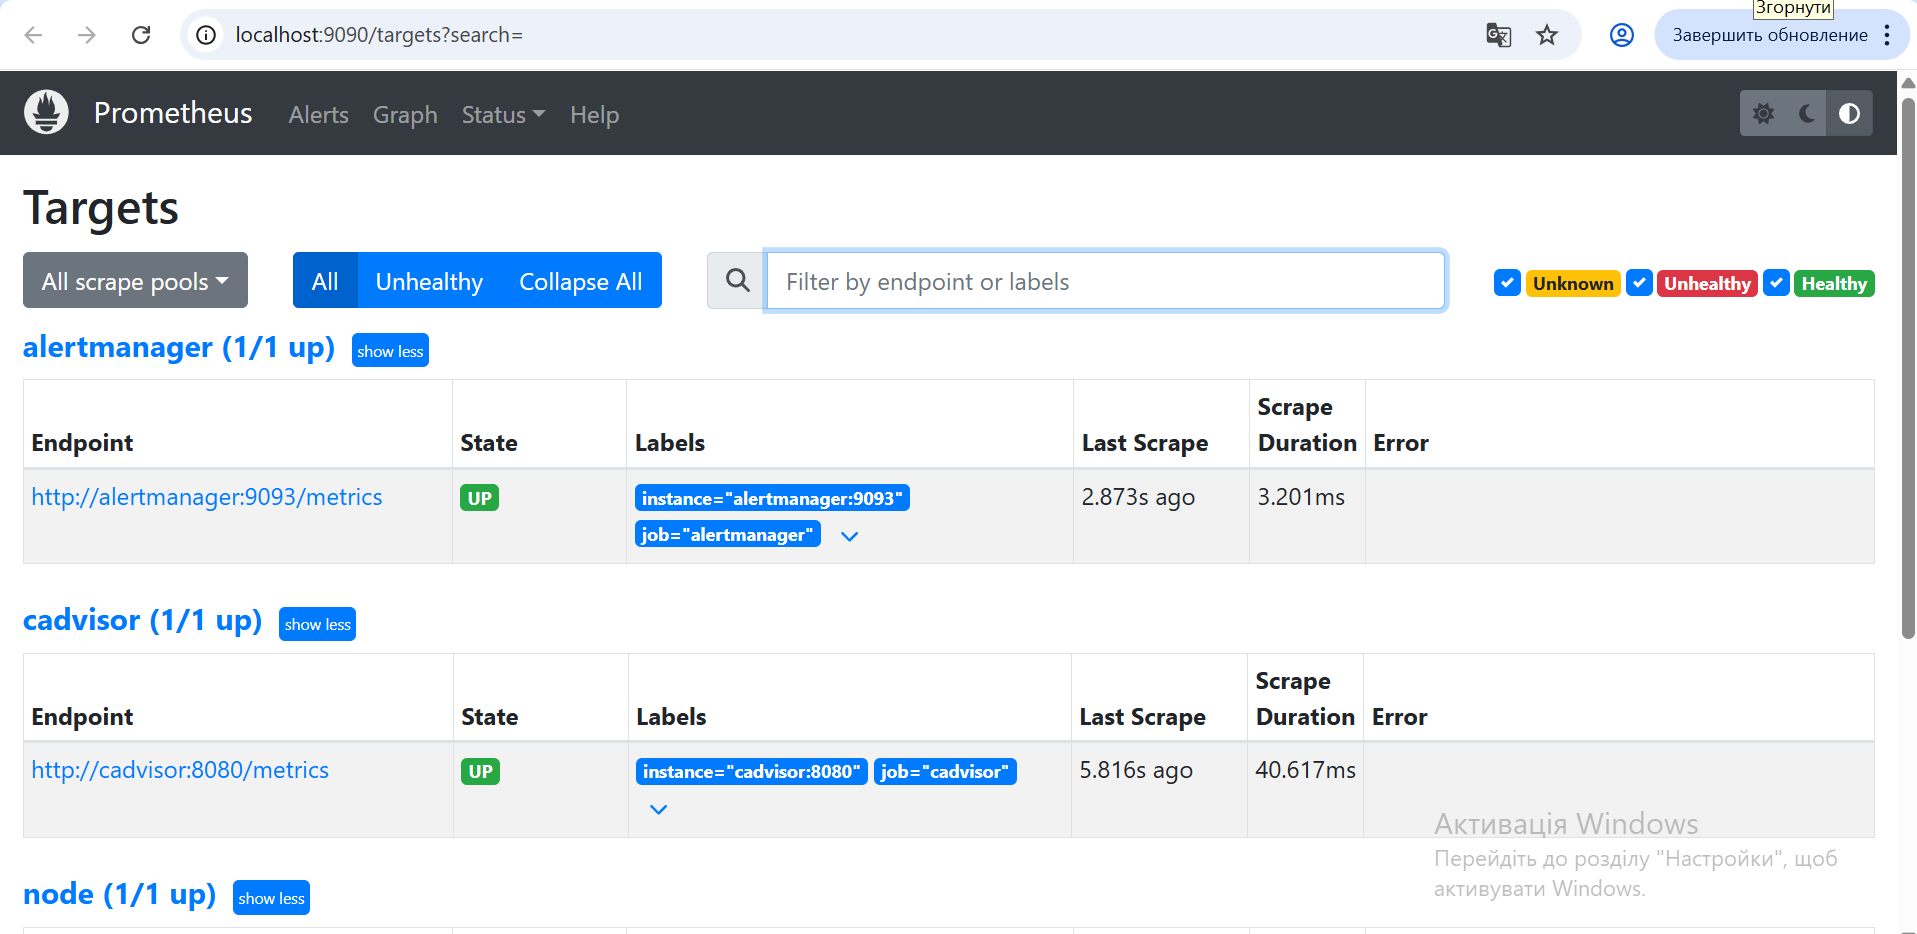 Згорнути
localhost:9090/targets?search=
Завершить обновление
Prometheus Alerts Graph Status Help
Targets
All scrape pools All Unhealthy Collapse All Filter by endpoint or labels Unknown Unhealthy Healthy
alertmanager (1/1 up) show less
Endpoint State Labels Last Scrape Scrape Duration Error
http://alertmanager:9093/metrics UP instance="alertmanager:9093" 2.873s ago 3.201ms
job="alertmanager"
cadvisor (1/1 up) show less
Endpoint State Labels Last Scrape Scrape Duration Error
http://cadvisor:8080/metrics UP instance="cadvisor:8080" job="cadvisor" 5.816s ago 40.617ms
Активація Windows
Перейдіть до розділу "Настройки", щоб
активувати Windows.
node (1/1 up) show less